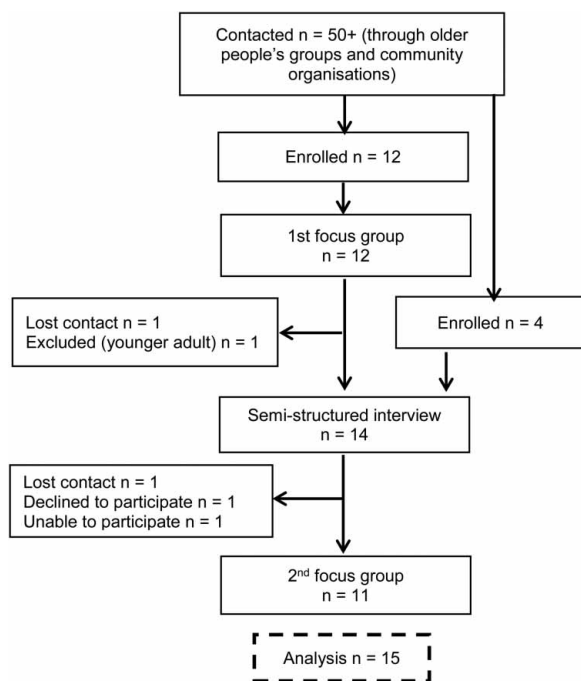 Contacted n = 50+ (through older
people’s groups and community
organisations)
Enrolled n = 12
1st focus group
n = 12
Lost contact n = 1
Excluded (younger adult) n = 1
Enrolled n = 4
Semi-structured interview
n = 14
Lost contact n = 1
Declined to participate n = 1
Unable to participate n = 1
2nd focus group
n = 11
Analysis n = 15